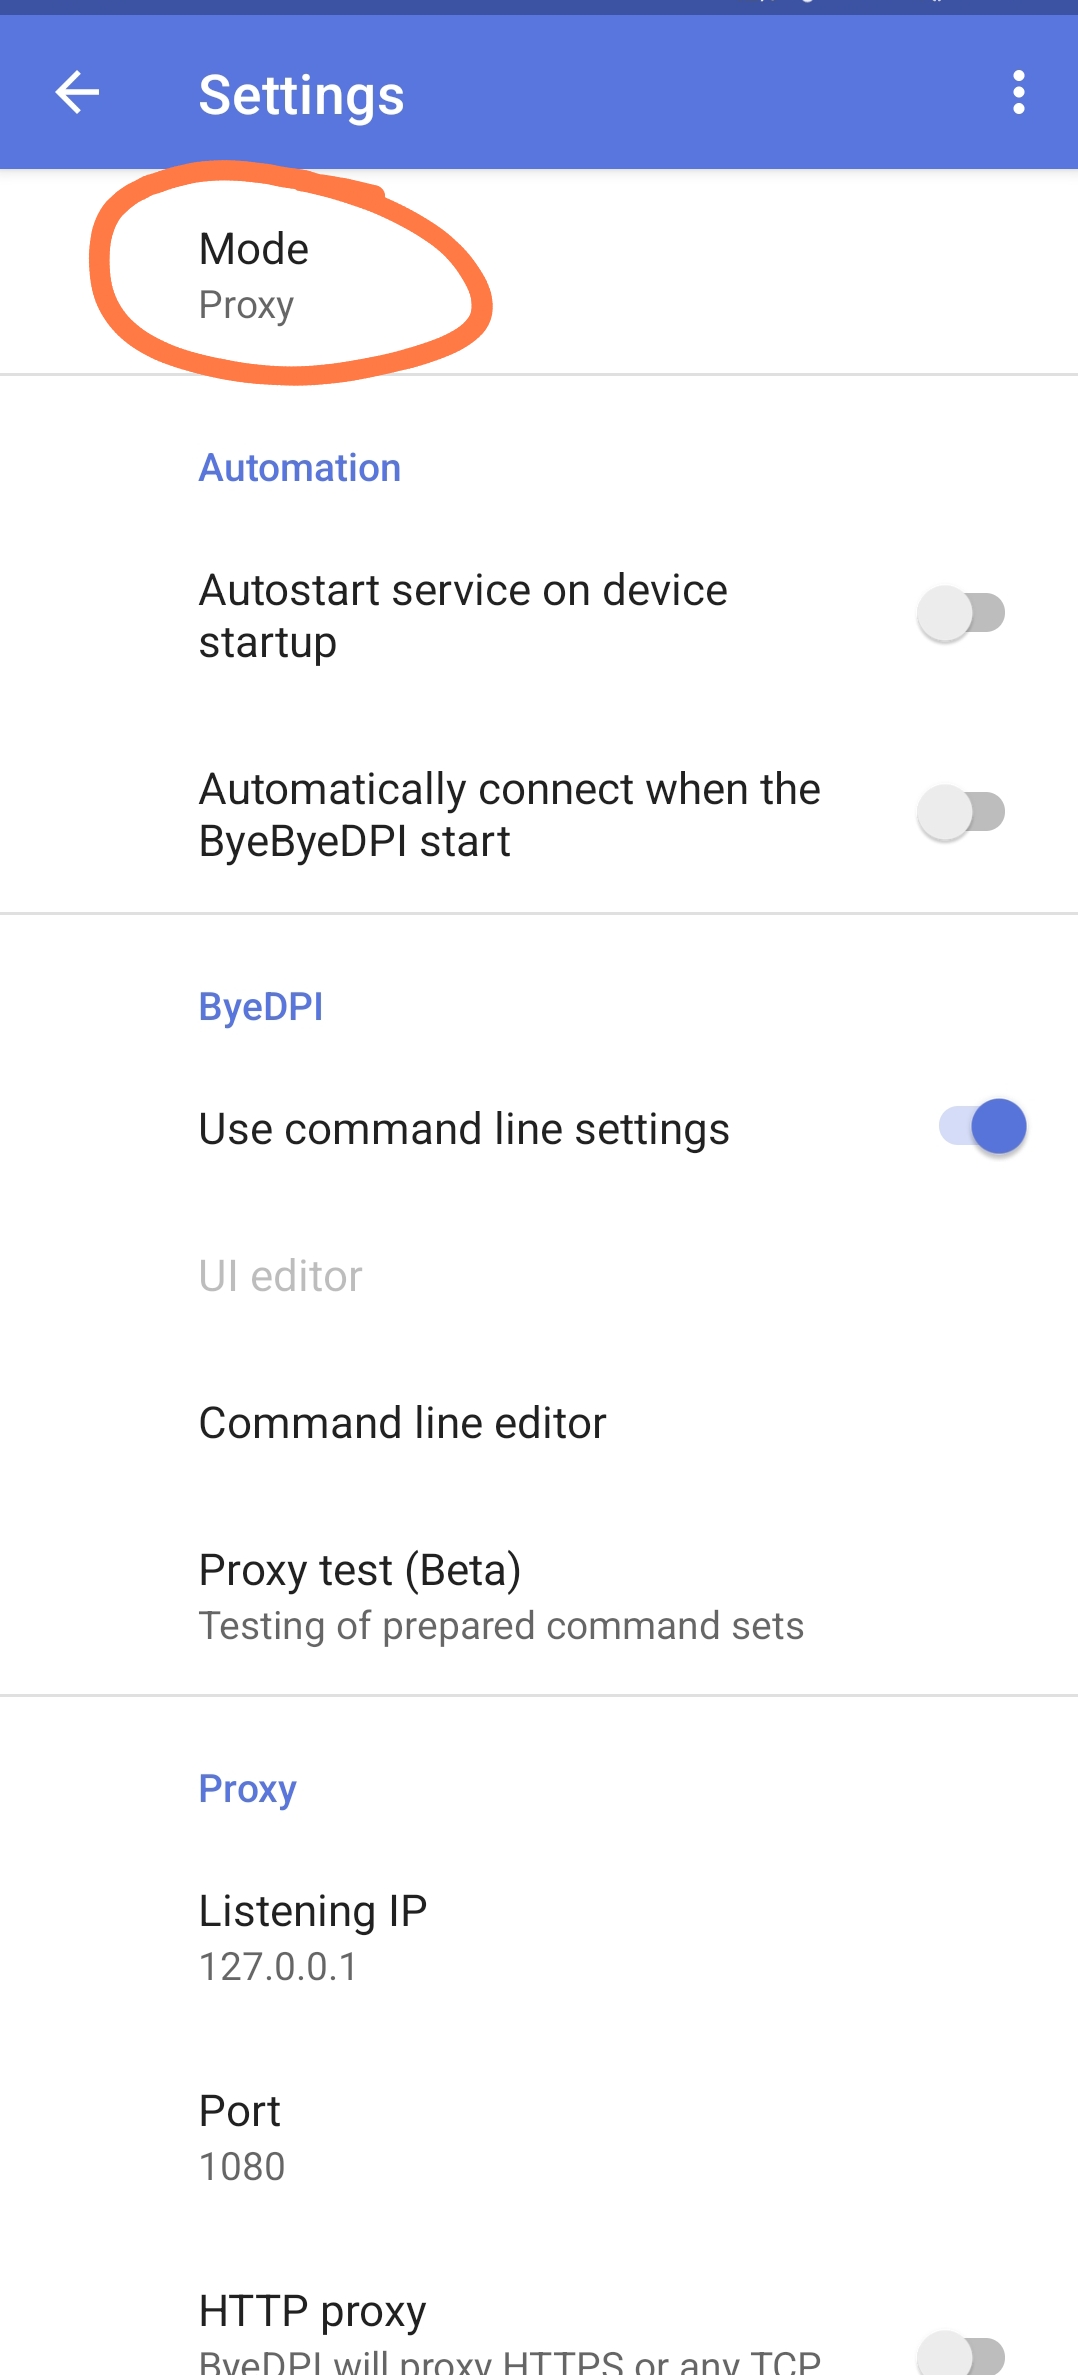 Settings
Mode
Proxy
Automation
Autostart service on device
startup
Automatically connect when the
ByeByeDPI start
ByeDPI
Use command line settings
UI editor
Command line editor
Proxy test (Beta)
Testing of prepared command sets
Proxy
Listening IP
127.0.0.1
Port
1080
HTTP proxy
ByeDPI will proxy HTTPS or any TCP